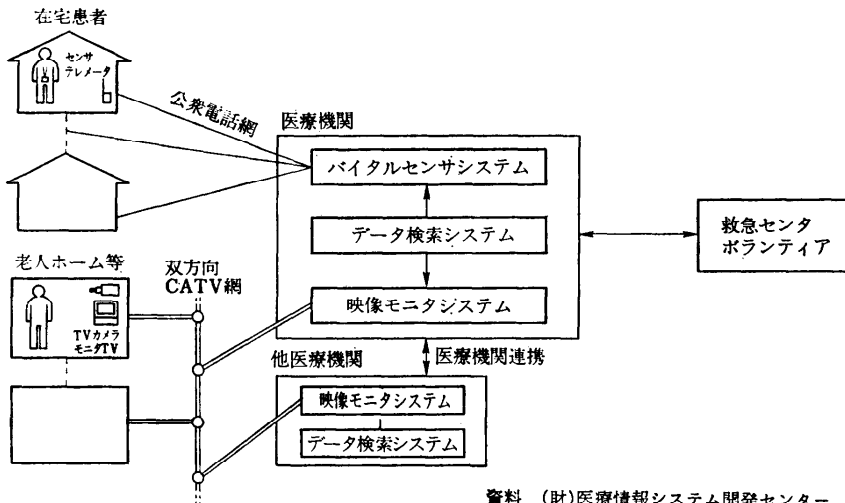 在宅患者
センサ
テレメータ
公衆電話網
医療機関
バイタルセンサシステム
データ検索システム
映像モニタシステム
救急センタ
ボランティア
老人ホーム等
双方向
CATV網
TVカメラ
モニタTV
他医療機関
医療機関連携
映像モニタシステム
データ検索システム
資料 (財)医療情報システム開発センター